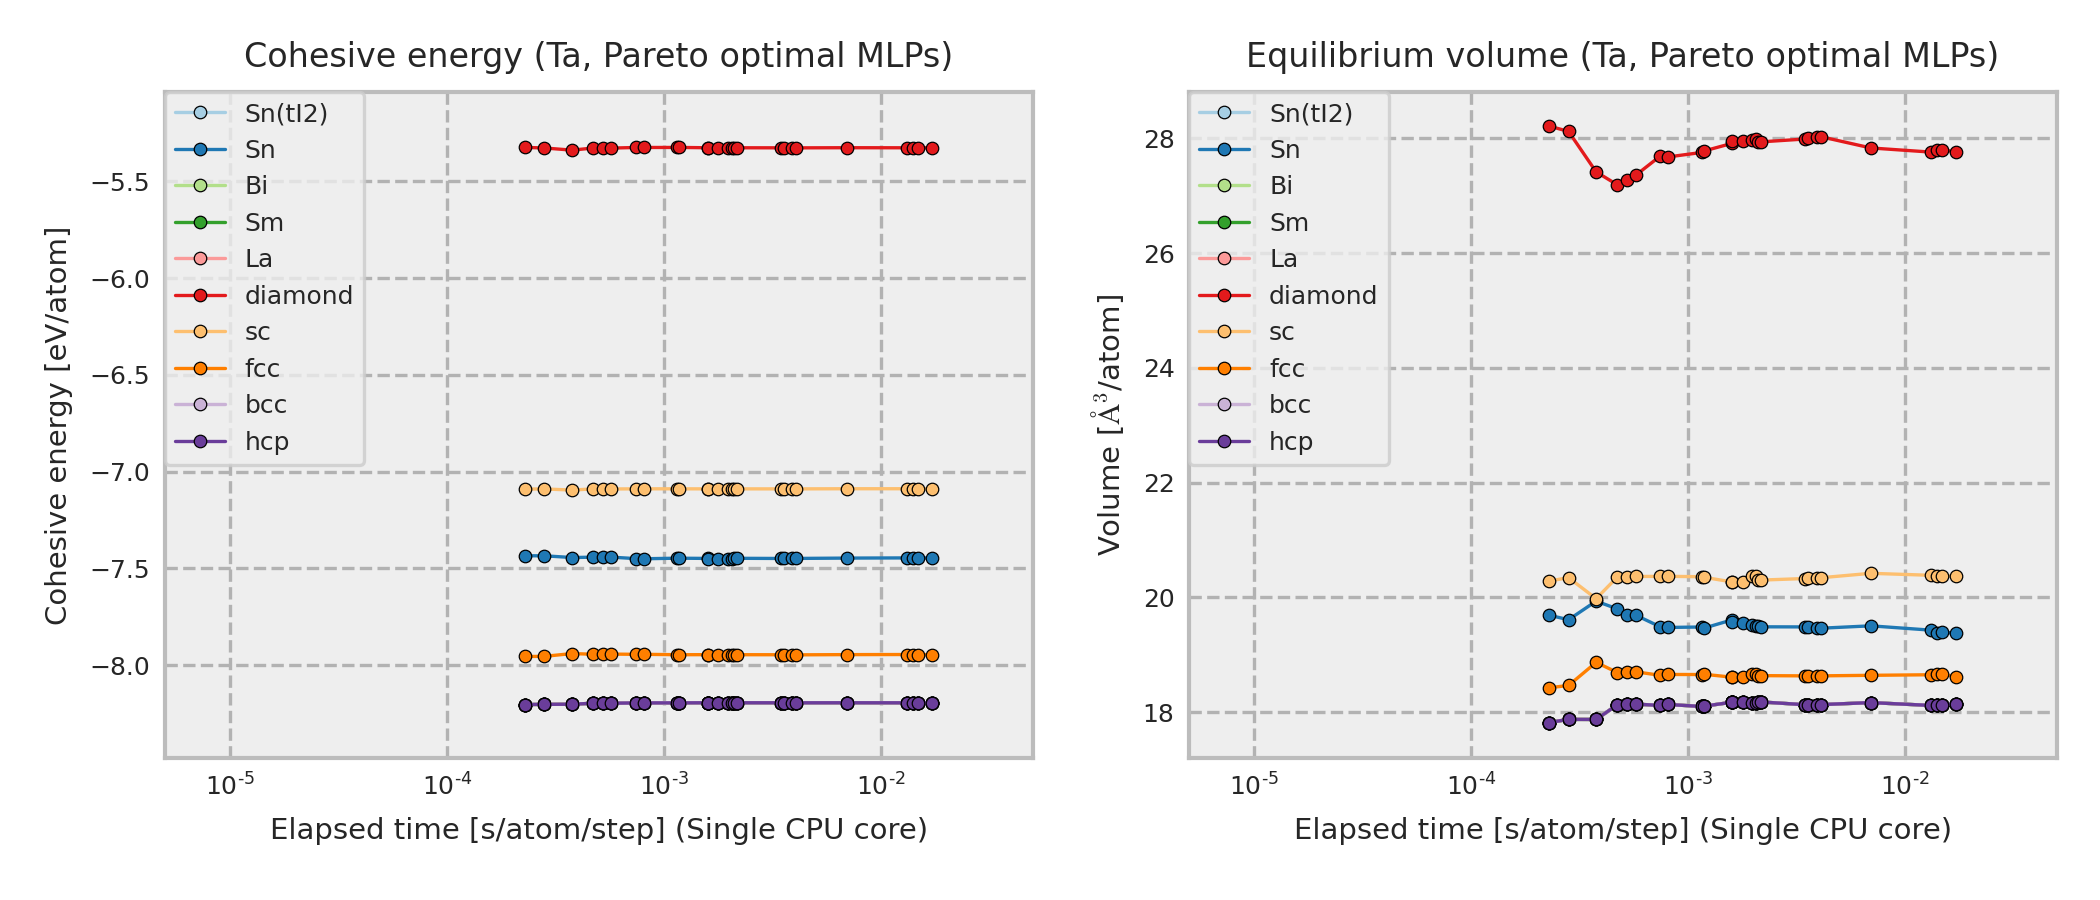 Cohesive energy (Ta, Pareto optimal MLPs)
Cohesive energy [eV/atom]
−5.5
−6.0
−6.5
−7.0
−7.5
−8.0
Sn(tI2)
Sn
Bi
Sm
La
diamond
sc
fcc
bcc
hcp
10-5
10-4
10-3
10-2
Elapsed time [s/atom/step] (Single CPU core)
Equilibrium volume (Ta, Pareto optimal MLPs)
Volume [Å3/atom]
28
26
24
22
20
18
Sn(tI2)
Sn
Bi
Sm
La
diamond
sc
fcc
bcc
hcp
10-5
10-4
10-3
10-2
Elapsed time [s/atom/step] (Single CPU core)